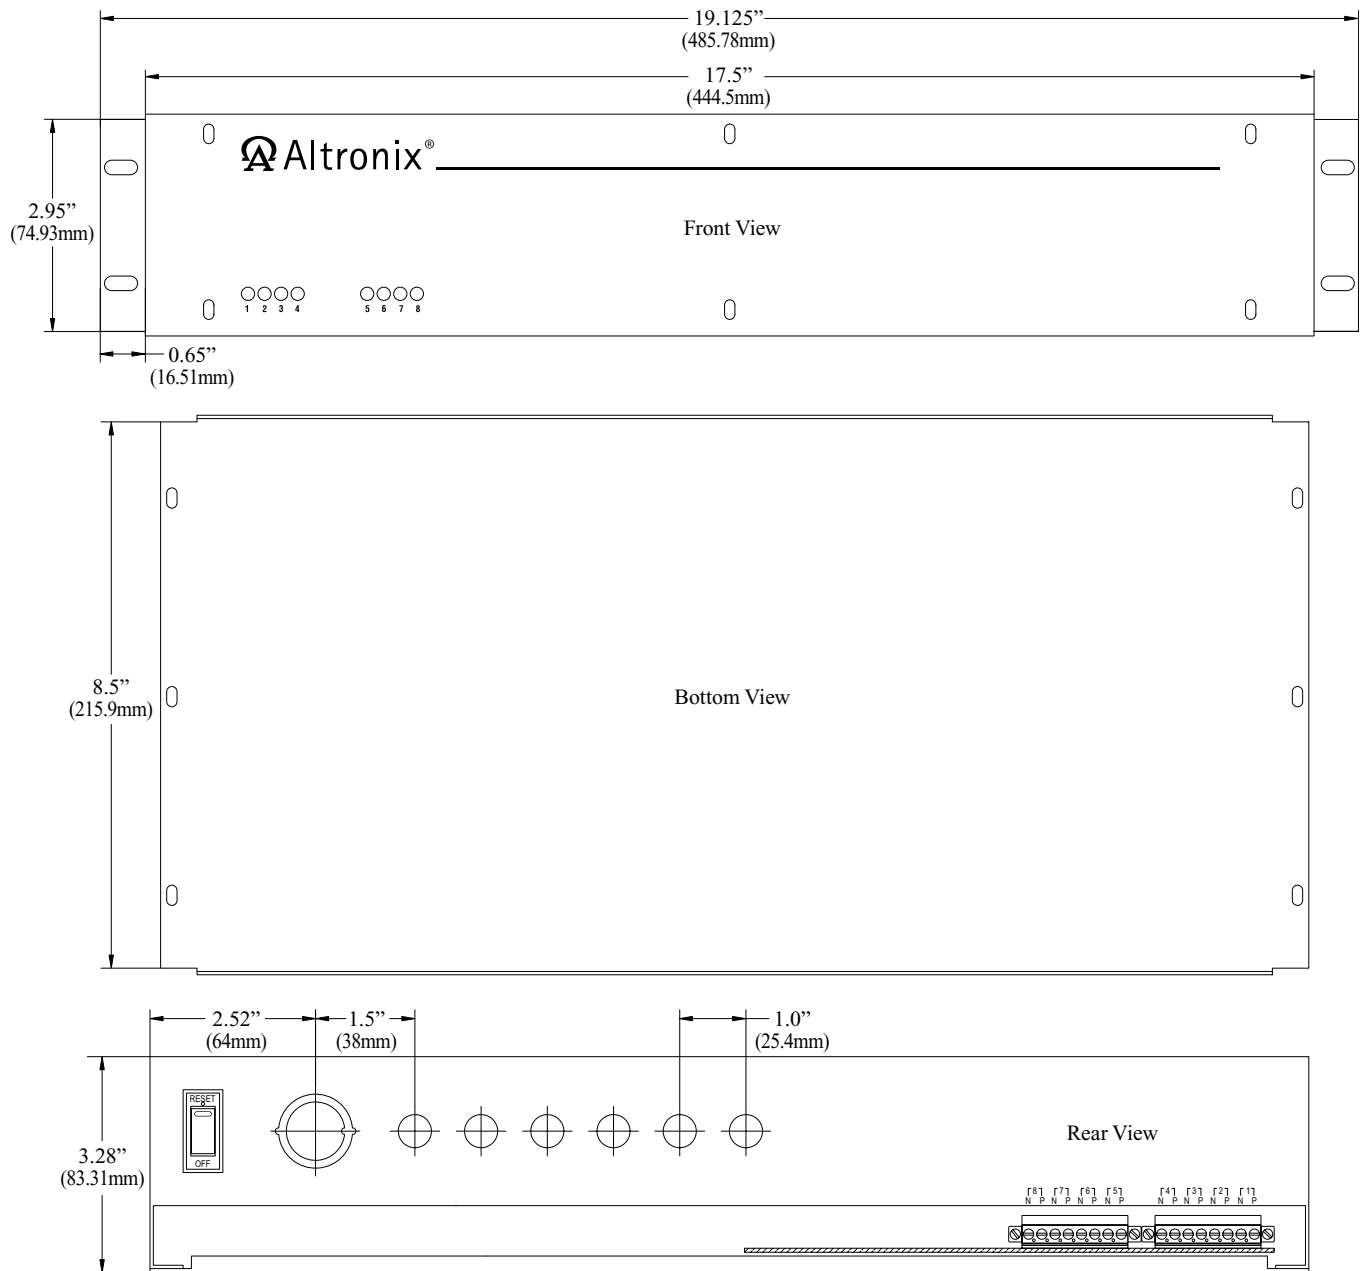 19.125”
(485.78mm)
17.5”
(444.5mm)
Altronix®
2.95”
(74.93mm)
Front View
1 2 3 4 5 6 7 8
0.65”
(16.51mm)
8.5”
(215.9mm)
Bottom View
2.52”
(64mm)
1.5”
(38mm)
1.0”
(25.4mm)
RESET
OFF
3.28”
(83.31mm)
Rear View
8 7 6 5 4 3 2 1
N P N P N P N P N P N P N P N P